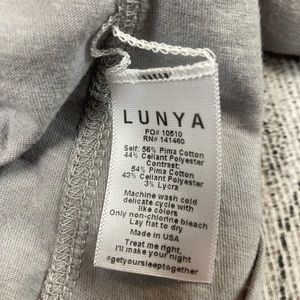 LUNYA
PO# 10510
RN# 141460
Self: 56% Pima Cotton
44% Celliant Polyester
Contrast:
54% Pima Cotton
43% Celliant Polyester
3% Lycra
Machine wash cold
delicate cycle with
like colors
Only non-chlorine bleach
Lay flat to dry
Made in USA
Treat me right,
I'll make your night
#getyoursleeptogether